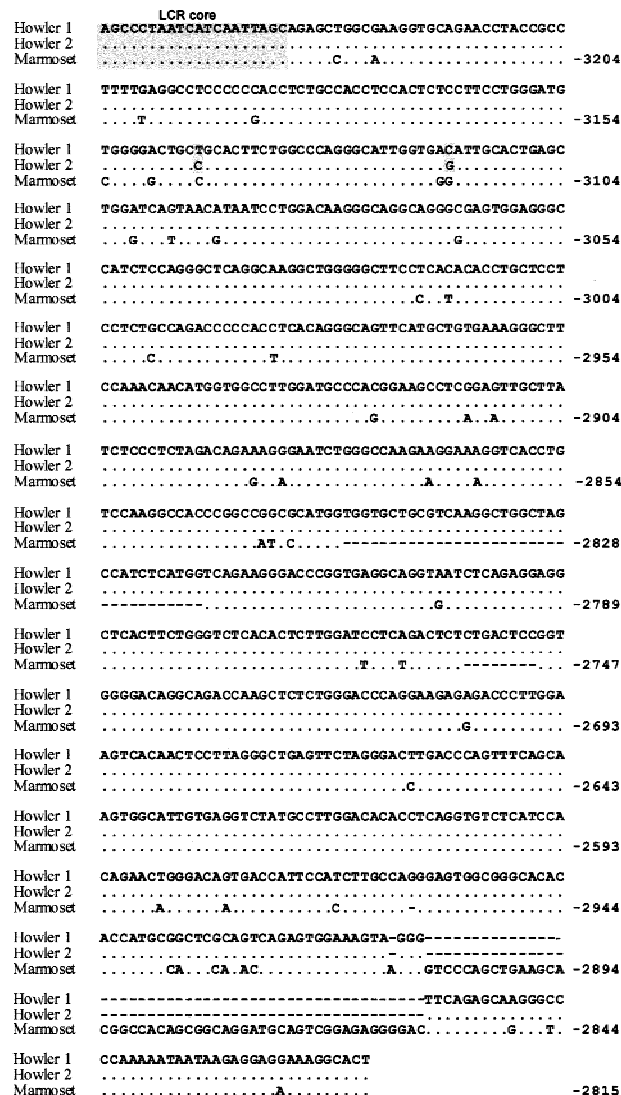 LCR core
Howler 1 AGCCCTAATCATCAATTAGCAGAGCTGGCGAAGGTGCAGAACCTACCGCC
Howler 2 ..................................................
Marmoset .........................C...A.................... -3204
Howler 1 TTTTGAGGCCTCCCCCCACCTCTGCCACCTCCACTCTCCTTCCTGGGATG
Howler 2 ..................................................
Marmoset ....T...........G................................. -3154
Howler 1 TGGGGACTGCTGCACTTCTGGCCCAGGGCATTGGTGACATTGCACTGAGC
Howler 2 ..........C..........................G............
Marmoset C....G....C.........................GG............ -3104
Howler 1 TGGATCAGTAACATAATCCTGGACAAGGGCAGGCAGGGCGAGTGGAGGGC
Howler 2 ..................................................
Marmoset ...G...T....G.........................G........... -3054
Howler 1 CATCTCCAGGGCTCAGGCAAGGCTGGGGGCTTCCTCACACACCTGCTCCT
Howler 2 ..................................................
Marmoset ..................................C..T............ -3004
Howler 1 CCTCTGCCAGACCCCCACCTCACAGGGCAGTTCATGCTGTGAAAGGGCTT
Howler 2 ..................................................
Marmoset .....C............T............................... -2954
Howler 1 CCAAACAACATGGTGGCCTTGGATGCCCACGGAAGCCTCGGAGTTGCTTA
Howler 2 ..................................................
Marmoset .............................G.........A..A....... -2904
Howler 1 TCTCCCTCTAGACAGAAAGGGAATCTGGGCCAAGAAGGAAAGGTCACCTG
Howler 2 ..................................................
Marmoset ................G..A...............A....A......... -2854
Howler 1 TCCAAGGCCACCCGGCCGGCGCATGGTGGTGCTGCGTCAAGGCTGGCTAG
Howler 2 ..................................................
Marmoset .................AT.C.....------------------------ -2828
Howler 1 CCATCTCATGGTCAGAAGGGACCCGGTGAGGCAGGTAATCTCAGAGGAGG
Howler 2 ..................................................
Marmoset -----------.........................G............. -2789
Howler 1 CTCACTTCTGGGTCTCACACTCTTGGATCCTCAGACTCTCTGACTCCGGT
Howler 2 ..................................................
Marmoset ............................T...T......--------... -2747
Howler 1 GGGGACAGGCAGACCAAGCTCTCTGGGACCCAGGAAGAGAGACCCTTGGA
Howler 2 ..................................................
Marmoset .......................................G.......... -2693
Howler 1 AGTCACAACTCCTTAGGGCTGAGTTCTAGGGACTTGACCCAGTTTCAGCA
Howler 2 ..................................................
Marmoset .................................C................ -2643
Howler 1 AGTGGCATTGTGAGGTCTATGCCTTGGACACACCTCAGGTGTCTCATCCA
Howler 2 ..................................................
Marmoset .................................................. -2593
Howler 1 CAGAACTGGGACAGTGACCATTCCATCTTGCCAGGGAGTGGCGGGCACAC
Howler 2 ..................................................
Marmoset ......A......A...........C.......-................ -2944
Howler 1 ACCATGCGGCTCGCAGTCAGAGTGGAAAGTA-GGG---------------
Howler 2 ...............................-...---------------
Marmoset ........CA...CA.AC.............A...GTCCCAGCTGAAGCA -2894
Howler 1 -----------------------------------TTCAGAGCAAGGGCC
Howler 2 -----------------------------------...............
Marmoset CGGCCACAGCGGCAGGATGCAGTCGGAGAGGGGAC.........G...T. -2844
Howler 1 CCAAAAATAATAAGAGGAGGAAAGGCACT
Howler 2 .............................
Marmoset ...................A......... -2815